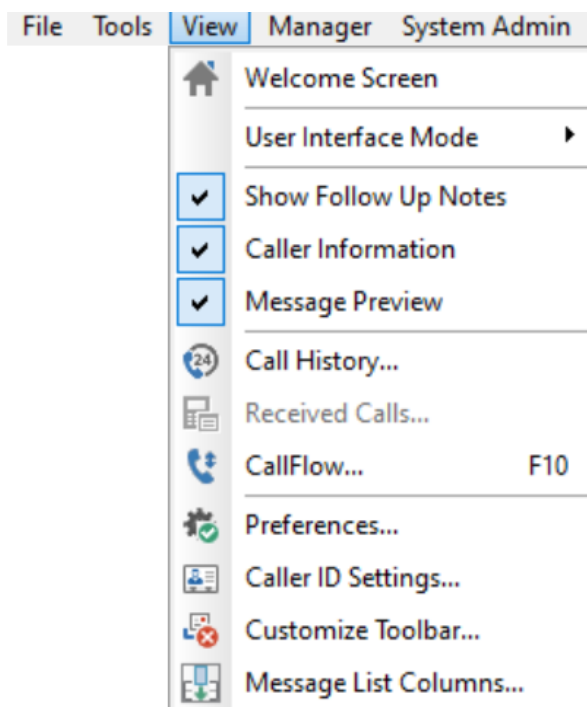 File Tools View Manager System Admin
Welcome Screen
User Interface Mode
Show Follow Up Notes
Caller Information
Message Preview
24
Call History...
Received Calls...
CallFlow... F10
Preferences...
Caller ID Settings...
Customize Toolbar...
Message List Columns...